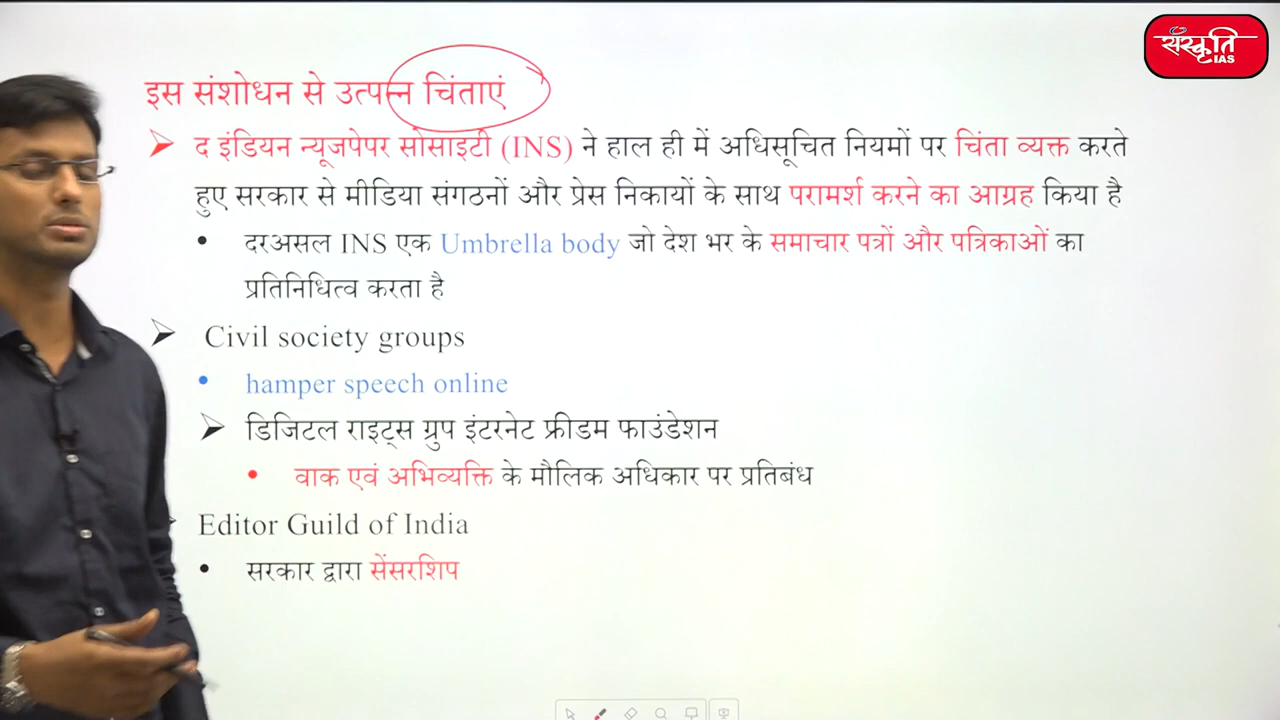 संस्कृति
IAS
इस संशोधन से उत्पन्न चिंताएं
द इंडियन न्यूजपेपर सोसाइटी (INS) ने हाल ही में अधिसूचित नियमों पर चिंता व्यक्त करते
हुए सरकार से मीडिया संगठनों और प्रेस निकायों के साथ परामर्श करने का आग्रह किया है
दरअसल INS एक Umbrella body जो देश भर के समाचार पत्रों और पत्रिकाओं का
प्रतिनिधित्व करता है
Civil society groups
hamper speech online
डिजिटल राइट्स ग्रुप इंटरनेट फ्रीडम फाउंडेशन
वाक एवं अभिव्यक्ति के मौलिक अधिकार पर प्रतिबंध
Editor Guild of India
सरकार द्वारा सेंसरशिप